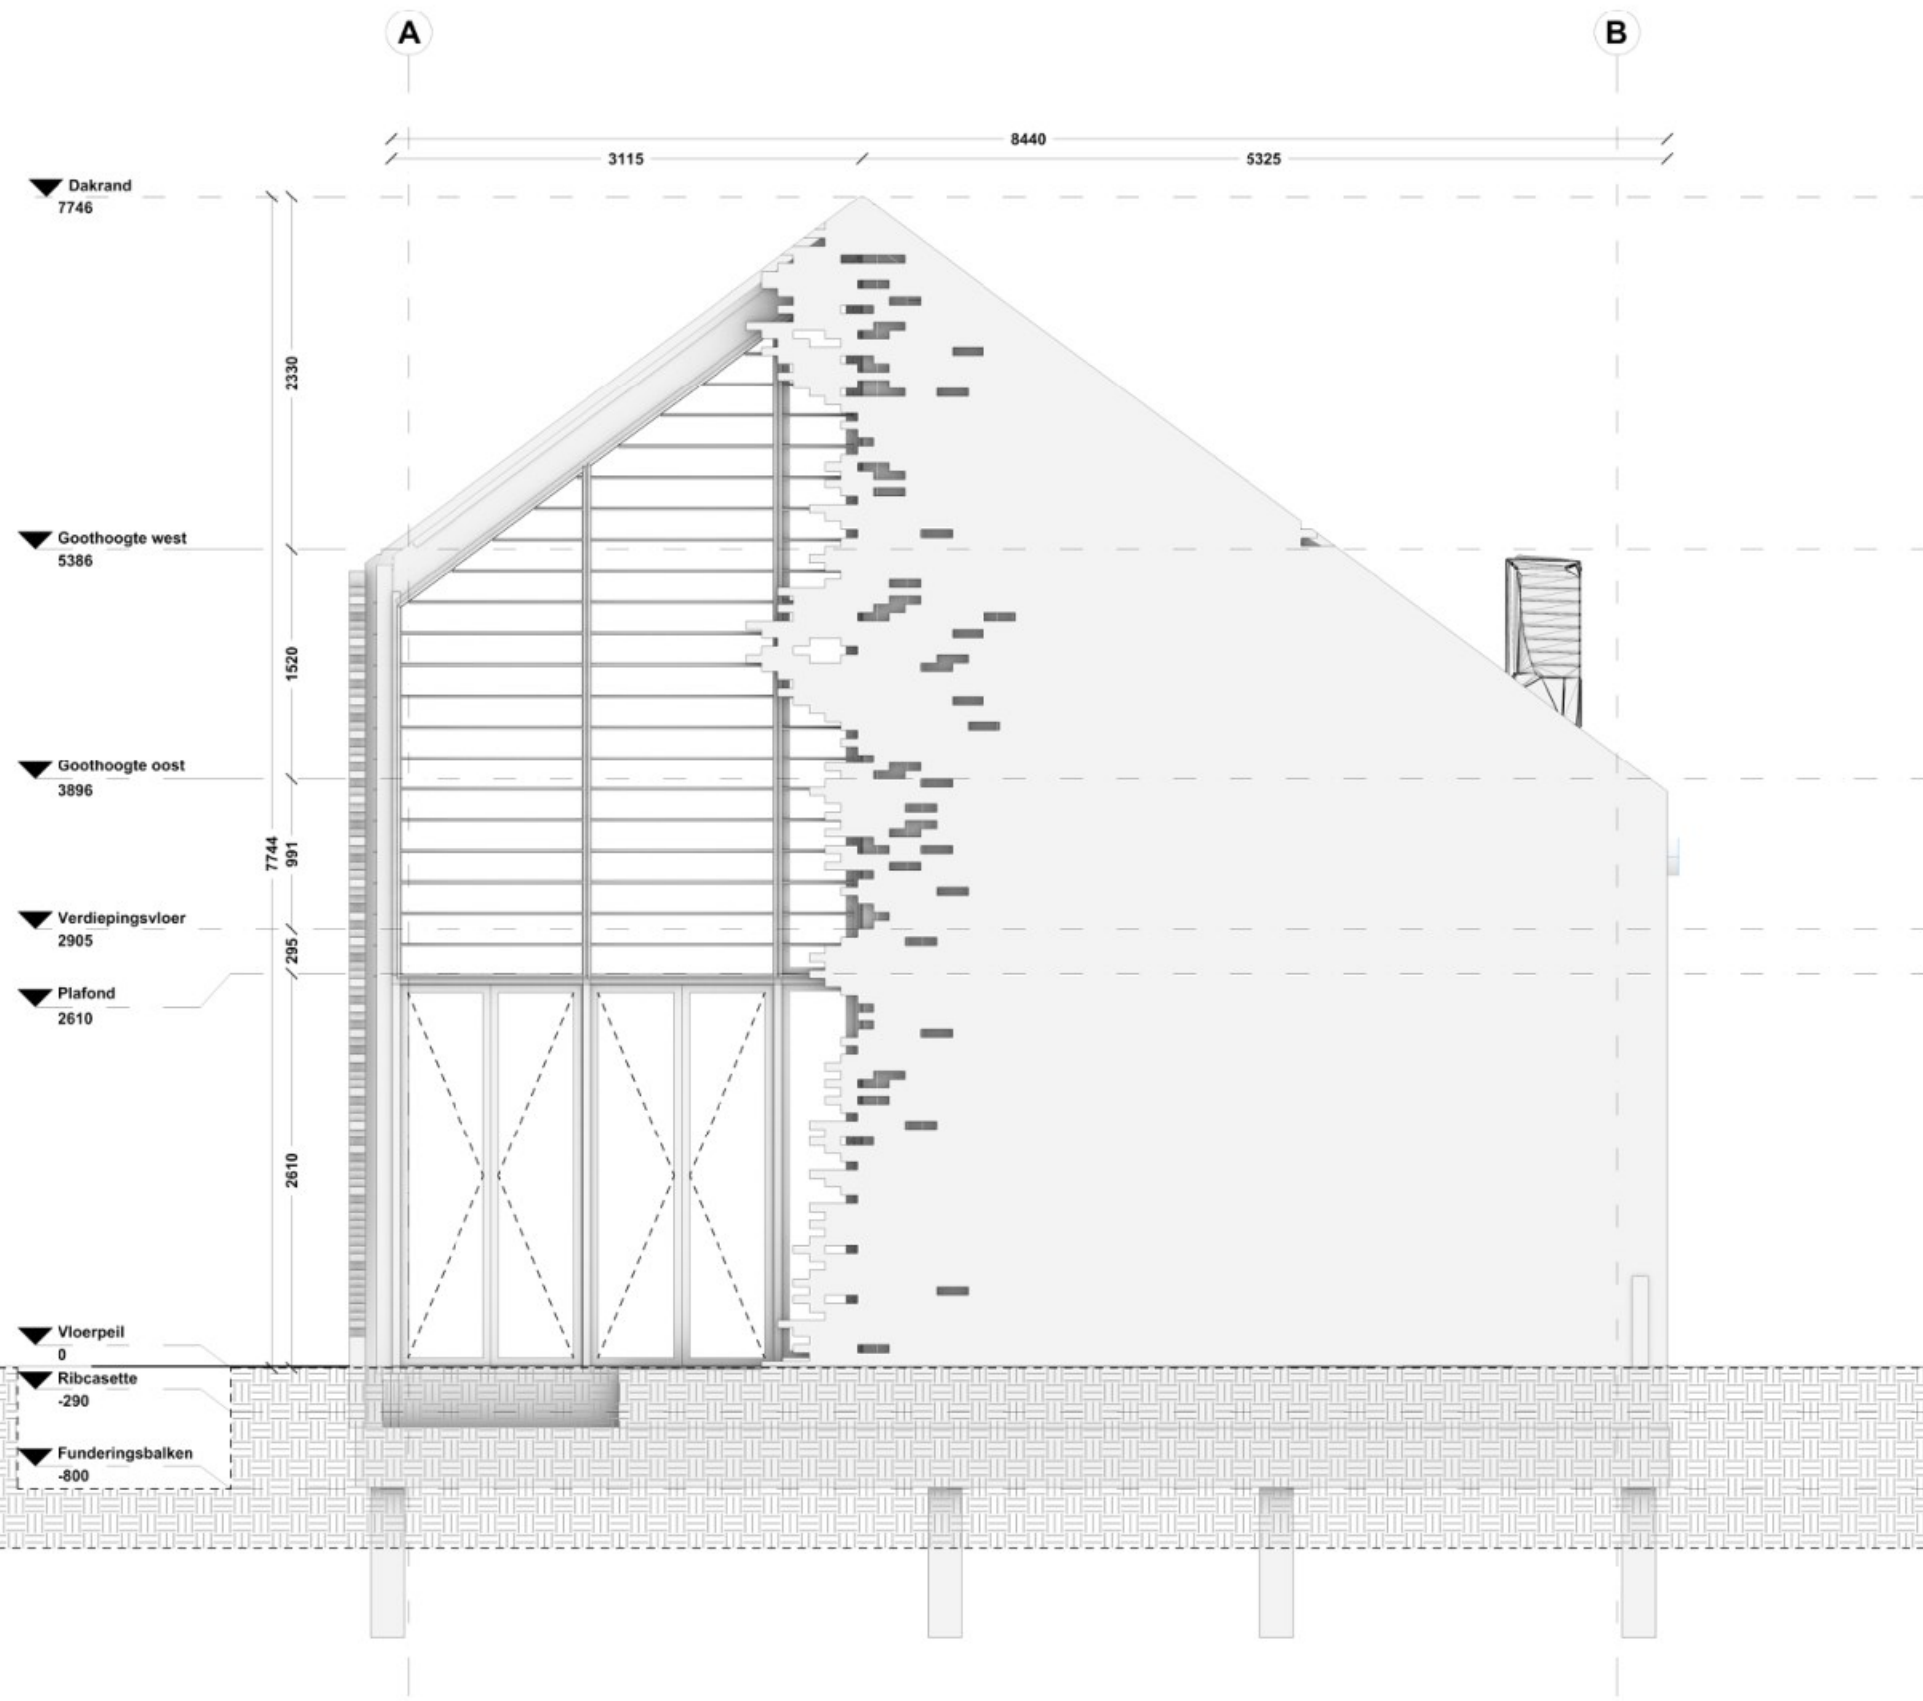 A
B
8440
3115
5325
Dakrand
7746
2330
Goothoogte west
5386
1520
Goothoogte oost
3896
7744
991
Verdiepingsvloer
2905
295
Plafond
2610
2610
Vloerpeil
0
Ribcasette
-290
Funderingsbalken
-800